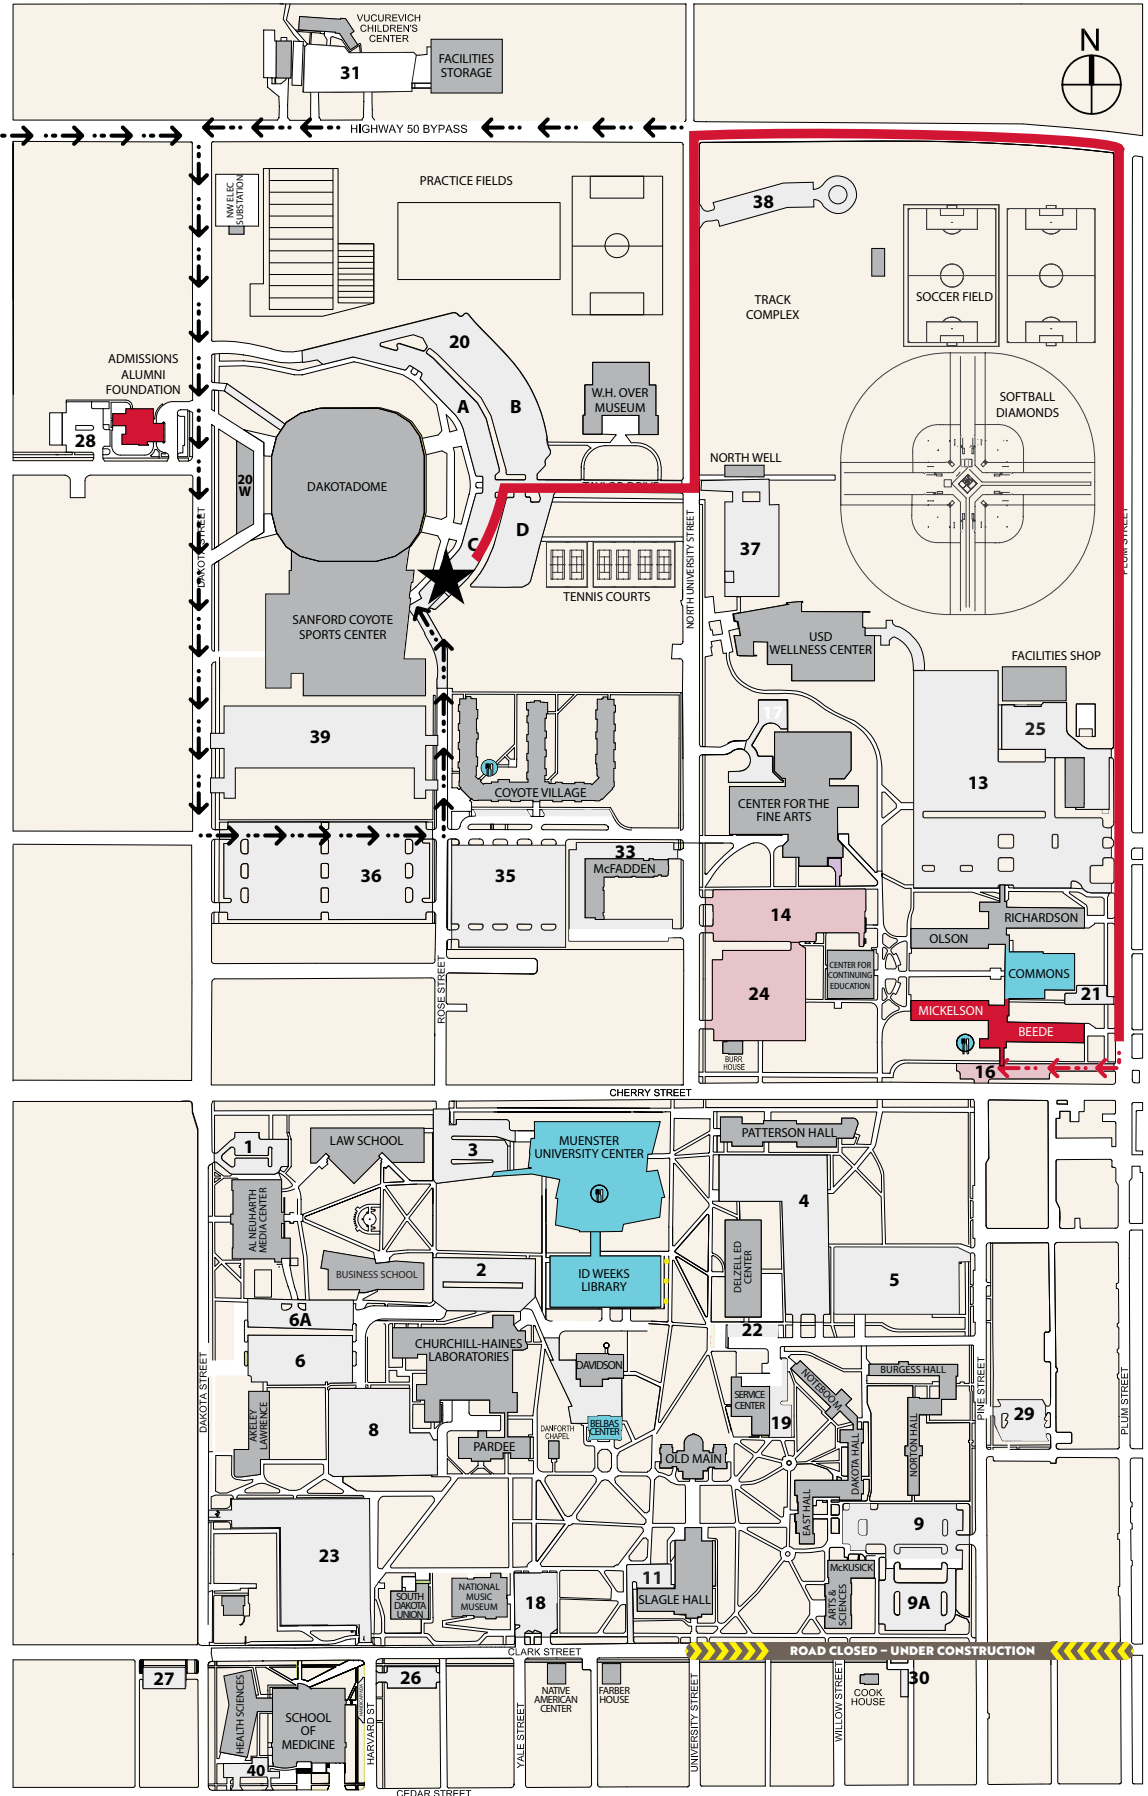 VUCUREVICH
CHILDREN'S
CENTER
31
FACILITIES
STORAGE
N
HIGHWAY 50 BYPASS
NW ELEC
SUBSTATION
PRACTICE FIELDS
38
SOCCER FIELD
TRACK
COMPLEX
20
ADMISSIONS
ALUMNI
FOUNDATION
28
A
B
W.H. OVER
MUSEUM
SOFTBALL
DIAMONDS
NORTH WELL
20
W
DAKOTADOME
TAYLOR DRIVE
C
D
37
DAKOTA STREET
NORTH UNIVERSITY STREET
PLUM STREET
TENNIS COURTS
SANFORD COYOTE
SPORTS CENTER
USD
WELLNESS CENTER
FACILITIES SHOP
17
25
39
13
COYOTE VILLAGE
CENTER FOR THE
FINE ARTS
33
McFADDEN
36
35
14
RICHARDSON
OLSON
CENTER FOR
CONTINUING
EDUCATION
COMMONS
24
21
MICKELSON
BEEDE
ROSE STREET
BURR
HOUSE
16
CHERRY STREET
1
LAW SCHOOL
3
MUENSTER
UNIVERSITY CENTER
PATTERSON HALL
AL NEUHARTH
MEDIA CENTER
4
BUSINESS SCHOOL
2
ID WEEKS
LIBRARY
DELZELL ED
CENTER
5
6A
22
CHURCHILL-HAINES
LABORATORIES
6
DAVIDSON
NOTEBOOM
BURGESS HALL
DAKOTA STREET
SERVICE
CENTER
PINE STREET
PLUM STREET
AKELEY
LAWRENCE
8
BELBAS
CENTER
19
29
DANFORTH
CHAPEL
PARDEE
OLD MAIN
DAKOTA HALL
NORTON HALL
EAST HALL
9
23
11
McKUSICK
SOUTH
DAKOTA
UNION
NATIONAL
MUSIC
MUSEUM
18
SLAGLE HALL
ARTS &
SCIENCES
9A
CLARK STREET
ROAD CLOSED – UNDER CONSTRUCTION
27
26
NATIVE
AMERICAN
CENTER
FARBER
HOUSE
30
COOK
HOUSE
HEALTH SCIENCES
SCHOOL
OF
MEDICINE
HARVARD ST
YALE STREET
UNIVERSITY STREET
WILLOW STREET
40
CEDAR STREET